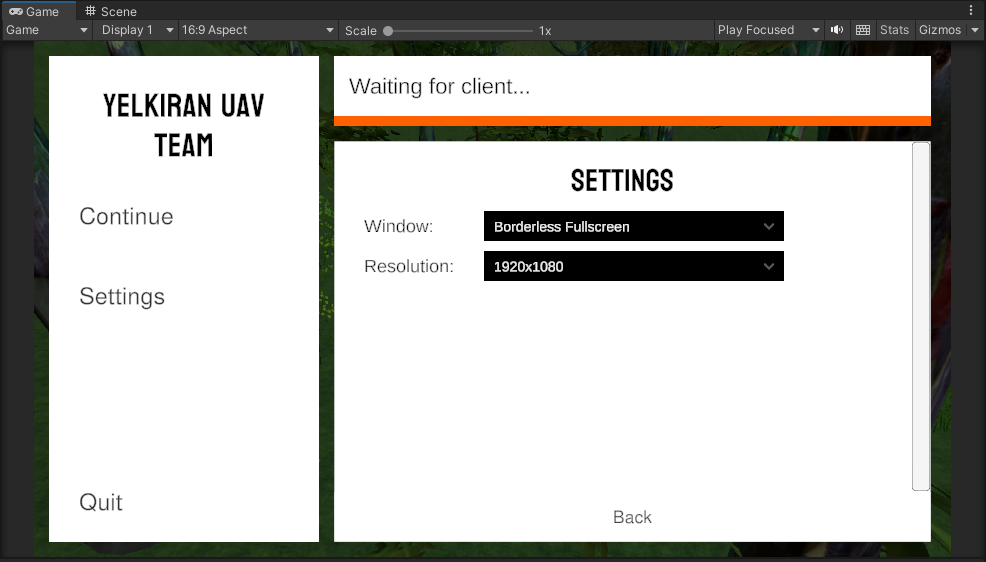 Game
Scene
Game
Display 1
16:9 Aspect
Scale
1x
Play Focused
Stats
Gizmos
YELKIRAN UAV
TEAM
Continue
Settings
Quit
Waiting for client...
SETTINGS
Window:
Borderless Fullscreen
Resolution:
1920x1080
Back